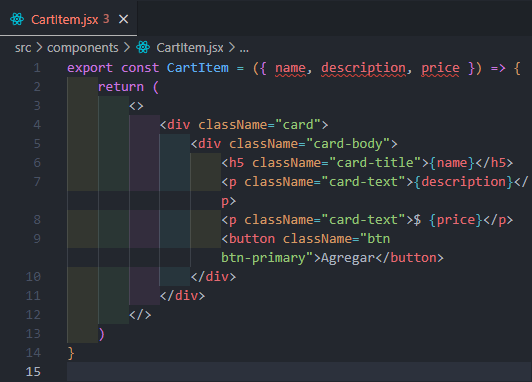 CartItem.jsx 3 ×
src > components > CartItem.jsx > ...
1 export const CartItem = ({ name, description, price }) => {
2 return (
3 <>
4 <div className="card">
5 <div className="card-body">
6 <h5 className="card-title">{name}</h5>
7 <p className="card-text">{description}</
p>
8 <p className="card-text">$ {price}</p>
9 <button className="btn
btn-primary">Agregar</button>
10 </div>
11 </div>
12 </>
13 )
14 }
15